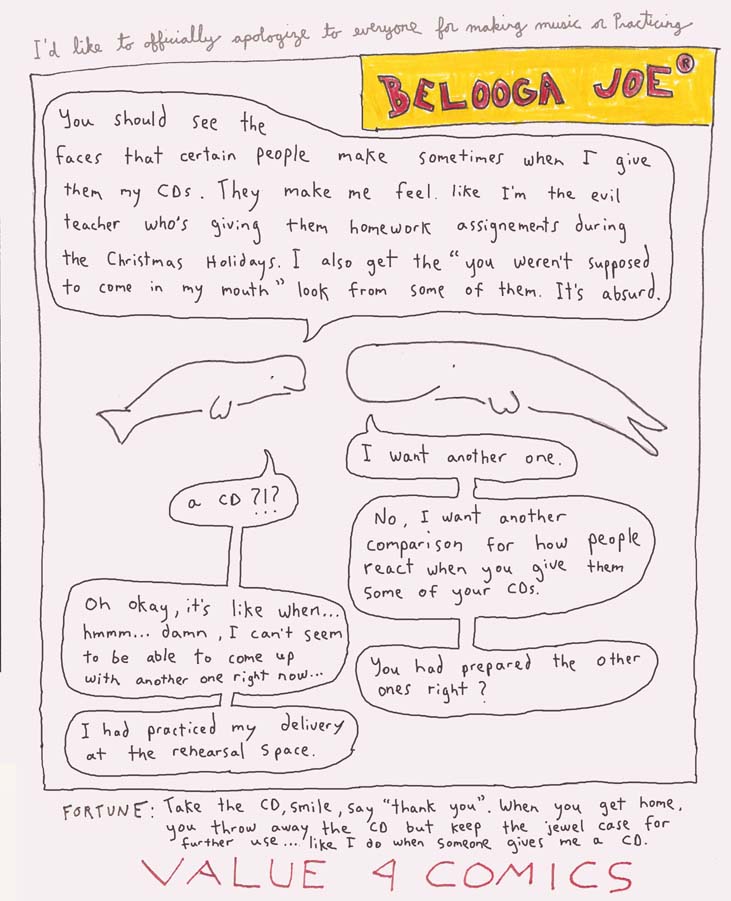 I'd like to officially apologize to everyone for making music or Practicing
BELOOGA JOE®
You should see the
faces that certain people make sometimes when I give
them my CDs. They make me feel. like I'm the evil
teacher who's giving them homework assignements during
the Christmas Holidays. I also get the "you weren't supposed
to come in my mouth" look from some of them. It's absurd.
I want another one.
a CD ?!?
No, I want another
comparison for how people
react when you give them
some of your CDs.
Oh okay, it's like when...
hmmm... damn, I can't seem
to be able to come up
with another one right now...
You had prepared the other
ones right?
I had practiced my delivery
at the rehearsal space.
FORTUNE: Take the CD, smile, say "thank you". When you get home,
you throw away the CD but keep the jewel case for
further use... like I do when someone gives me a CD.
VALUE 4 COMICS